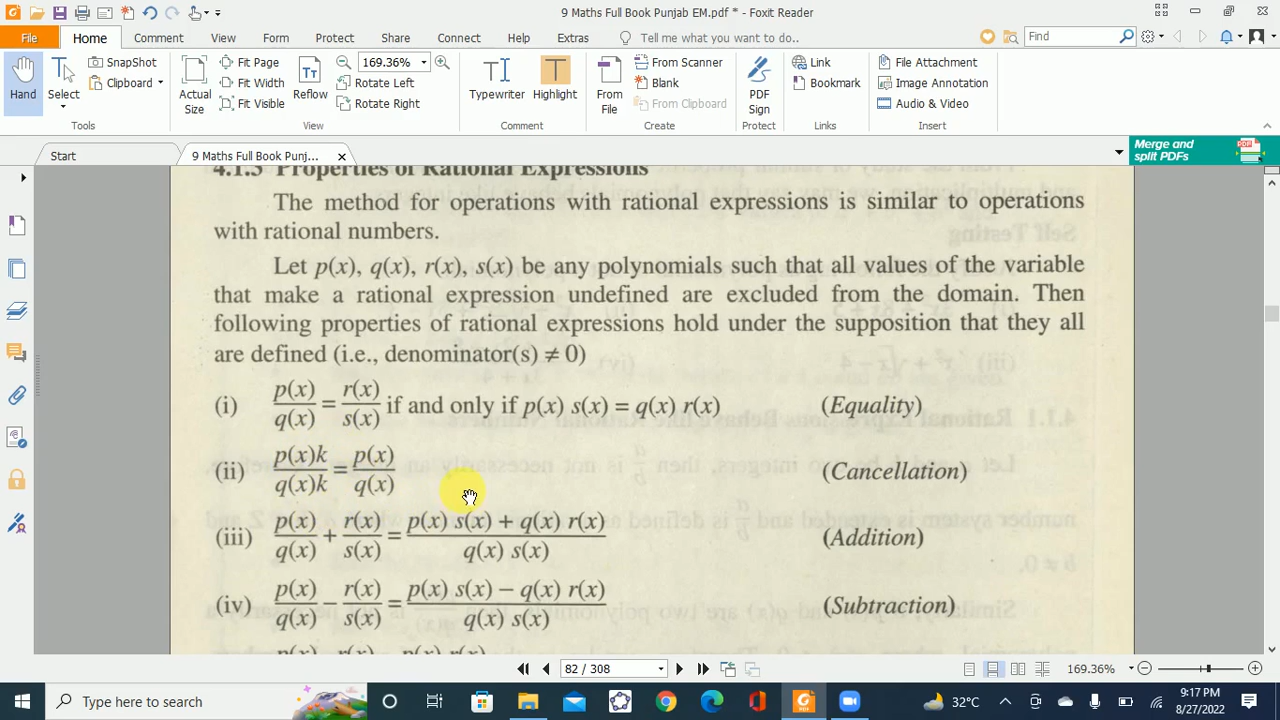 9 Maths Full Book Punjab EM.pdf * - Foxit Reader
File Home Comment View Form Protect Share Connect Help Extras Tell me what you want to do... Find
Hand Select SnapShot Clipboard
Actual Size Fit Page Fit Width Fit Visible Reflow 169.36% Rotate Left Rotate Right
Typewriter Highlight From File From Scanner Blank From Clipboard
PDF Sign Link Bookmark File Attachment Image Annotation Audio & Video
Tools View Comment Create Protect Links Insert
Start 9 Maths Full Book Punj... Merge and split PDFs
4.1.3 Properties of Rational Expressions
The method for operations with rational expressions is similar to operations
with rational numbers.
Let p(x), q(x), r(x), s(x) be any polynomials such that all values of the variable
that make a rational expression undefined are excluded from the domain. Then
following properties of rational expressions hold under the supposition that they all
are defined (i.e., denominator(s) ≠ 0)
(i) p(x)/q(x) = r(x)/s(x) if and only if p(x) s(x) = q(x) r(x) (Equality)
(ii) p(x)k/q(x)k = p(x)/q(x) (Cancellation)
(iii) p(x)/q(x) + r(x)/s(x) = p(x) s(x) + q(x) r(x)/q(x) s(x) (Addition)
(iv) p(x)/q(x) − r(x)/s(x) = p(x) s(x) − q(x) r(x)/q(x) s(x) (Subtraction)
82 / 308 169.36%
Type here to search 32°C 9:17 PM
8/27/2022